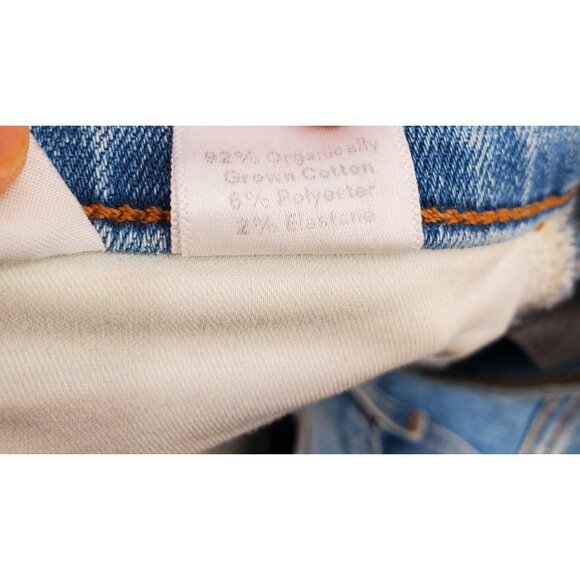 92% Organically
Grown Cotton
6% Polyester
2% Elastane